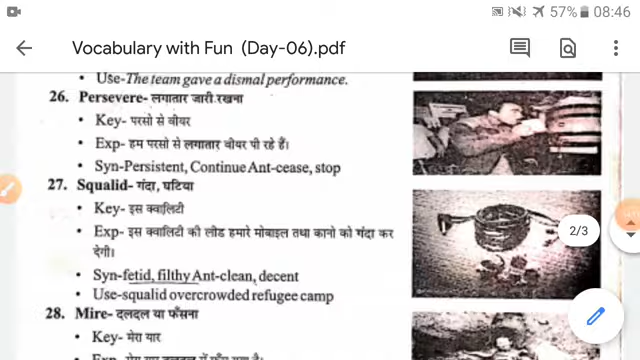 57% 08:46
Vocabulary with Fun (Day-06).pdf
• Use-The team gave a dismal performance.
26. Persevere- लगातार जारी रखना
• Key- परसो से बीयर
• Exp- हम परसो से लगातार बीयर पी रहे हैं।
• Syn-Persistent, Continue Ant-cease, stop
27. Squalid- गंदा, घटिया
• Key- इस क्वालिटी
• Exp- इस क्वालिटी की लोड हमारे मोबाइल तथा कानो को गंदा कर
देगी।
2/3
• Syn-fetid, filthy Ant-clean, decent
• Use-squalid overcrowded refugee camp
28. Mire- दलदल या फँसना
• Key- मेरा यार
• Exp- मेरा यार दलदल में फँस गया है।